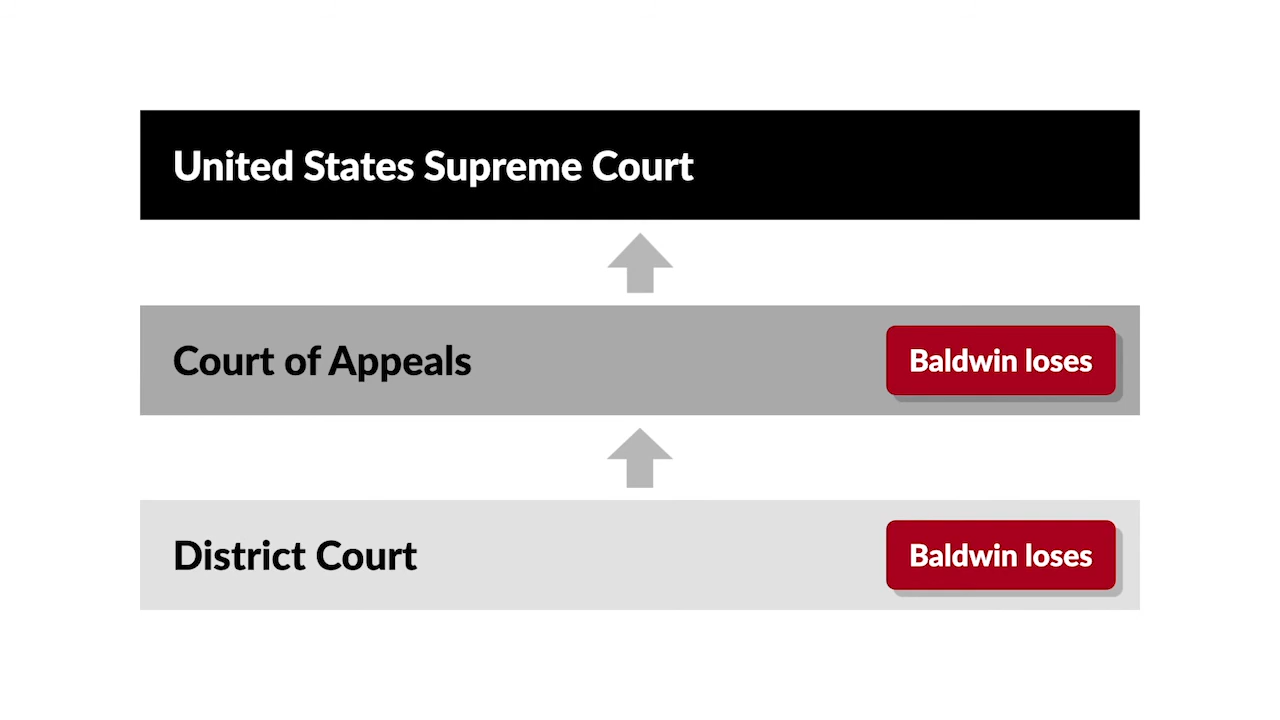 United States Supreme Court
Court of Appeals
Baldwin loses
District Court
Baldwin loses